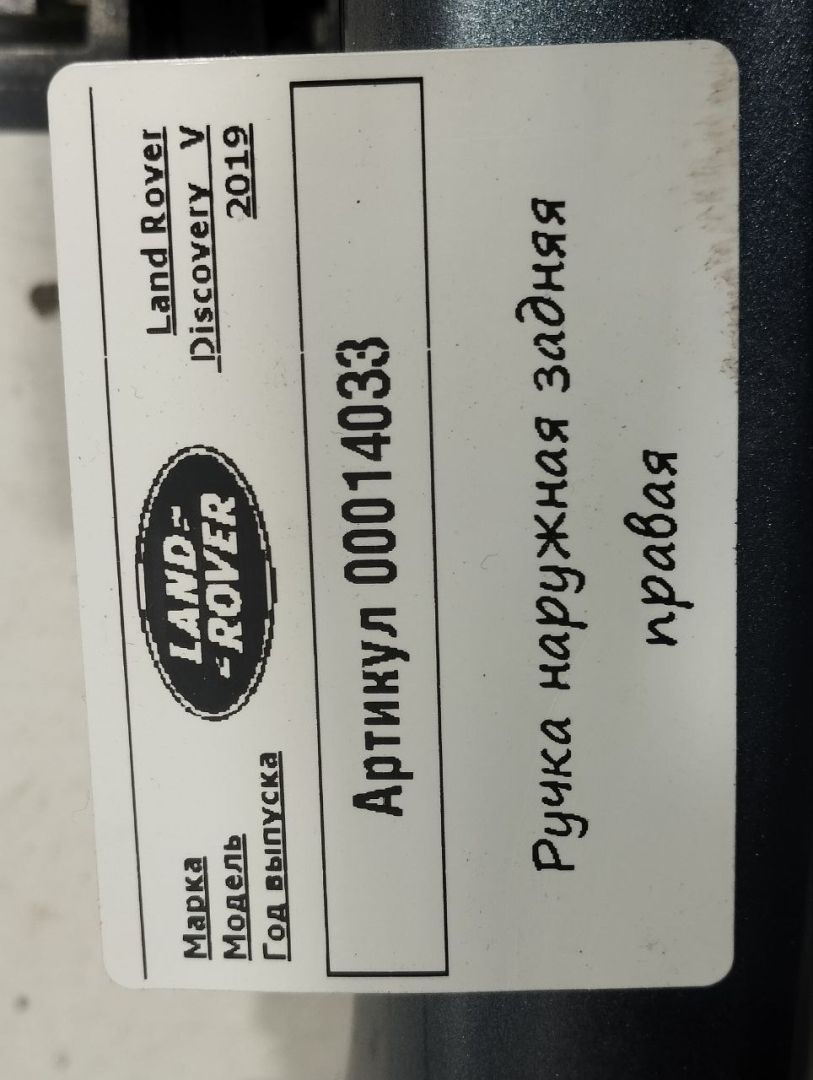 Марка Land Rover
Модель Discovery V
Год выпуска 2019
LAND
ROVER
Артикул 00014033
Ручка наружная задняя
правая